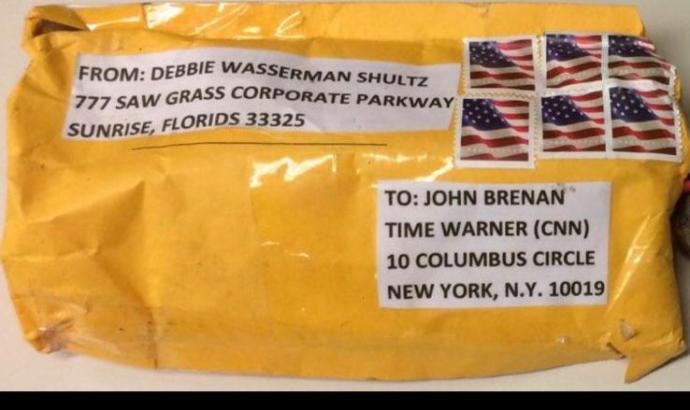 FROM: DEBBIE WASSERMAN SHULTZ
777 SAW GRASS CORPORATE PARKWAY
SUNRISE, FLORIDS 33325
TO: JOHN BRENAN
TIME WARNER (CNN)
10 COLUMBUS CIRCLE
NEW YORK, N.Y. 10019